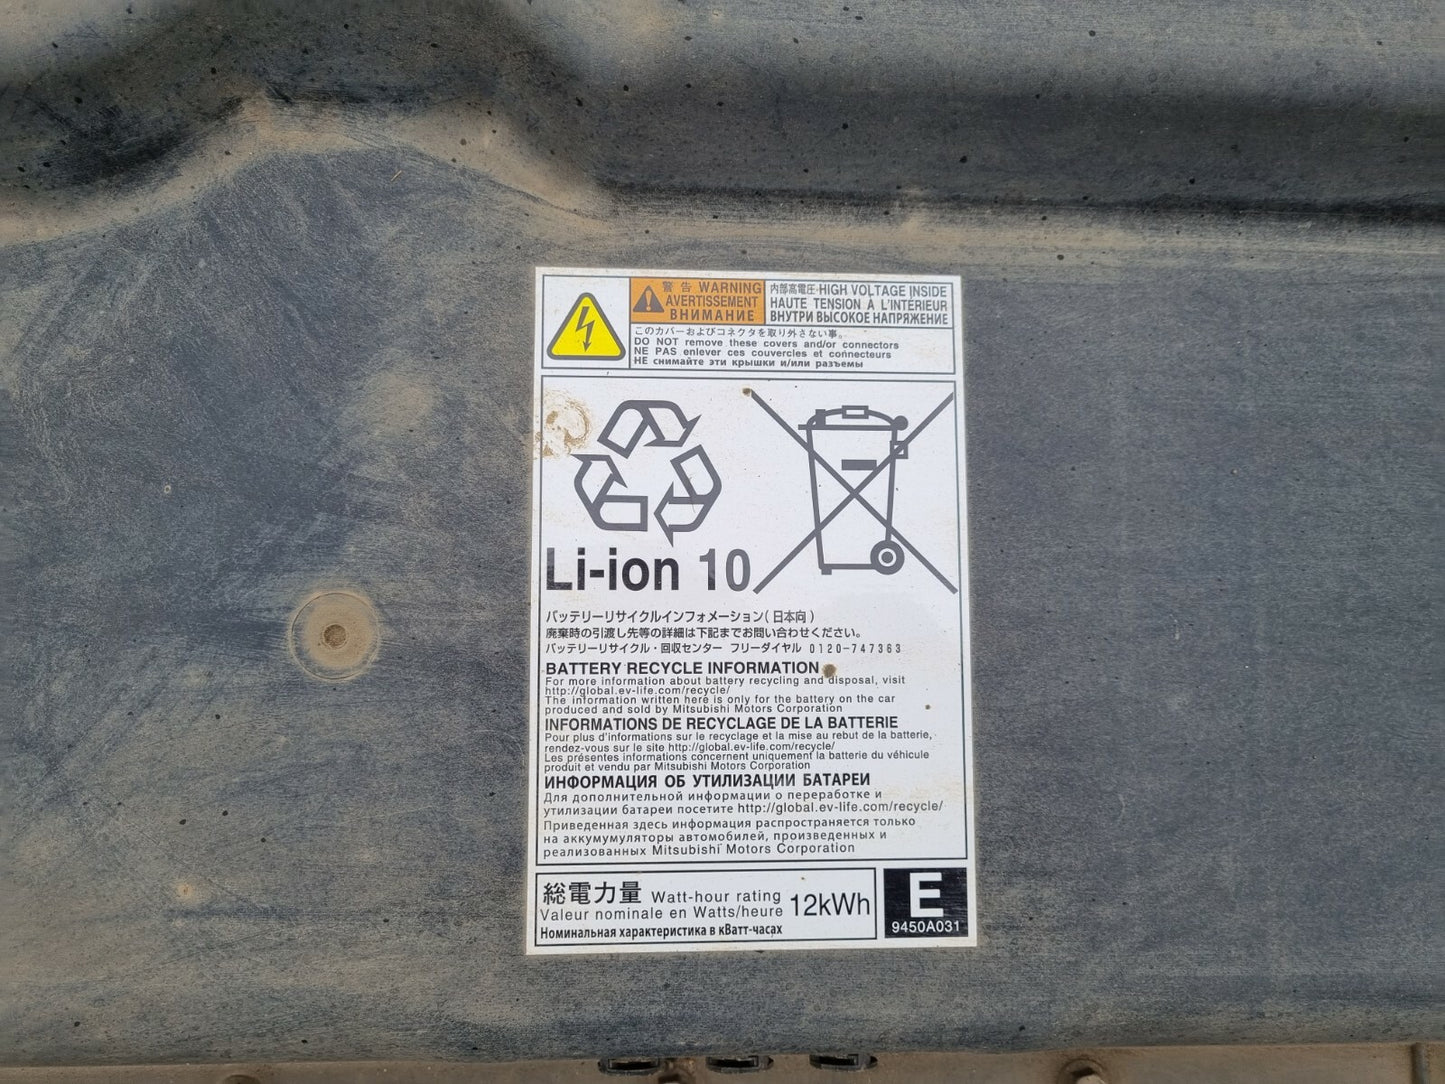 警告 WARNING
AVERTISSEMENT
ВНИМАНИЕ
内部高電圧 HIGH VOLTAGE INSIDE
HAUTE TENSION À L'INTÉRIEUR
ВНУТРИ ВЫСОКОЕ НАПРЯЖЕНИЕ
このカバーおよびコネクタを取り外さない事。
DO NOT remove these covers and/or connectors
NE PAS enlever ces couvercles et connecteurs
НЕ снимайте эти крышки и/или разъемы
Li-ion 10
バッテリーリサイクルインフォメーション(日本向)
廃棄時の引渡し先等の詳細は下記までお問い合わせください。
バッテリーリサイクル・回収センター フリーダイヤル 0120-747363
BATTERY RECYCLE INFORMATION
For more information about battery recycling and disposal, visit
http://global.ev-life.com/recycle/
The information written here is only for the battery on the car
produced and sold by Mitsubishi Motors Corporation
INFORMATIONS DE RECYCLAGE DE LA BATTERIE
Pour plus d'informations sur le recyclage et la mise au rebut de la batterie,
rendez-vous sur le site http://global.ev-life.com/recycle/
Les présentes informations concernent uniquement la batterie du véhicule
produit et vendu par Mitsubishi Motors Corporation
ИНФОРМАЦИЯ ОБ УТИЛИЗАЦИИ БАТАРЕИ
Для дополнительной информации о переработке и
утилизации батареи посетите http://global.ev-life.com/recycle/
Приведенная здесь информация распространяется только
на аккумуляторы автомобилей, произведенных и
реализованных Mitsubishi Motors Corporation
総電力量 Watt-hour rating
Valeur nominale en Watts/heure
Номинальная характеристика в кВатт-часах
12kWh
E
9450A031